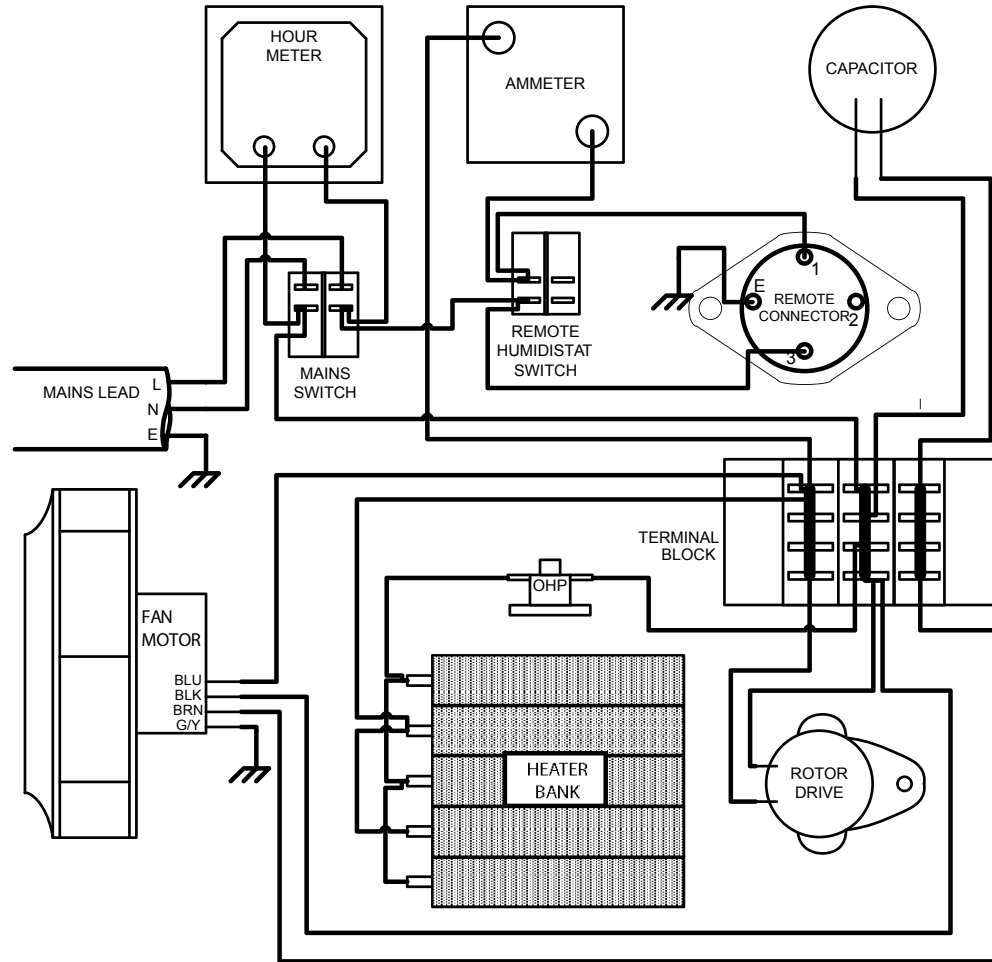 HOUR
METER
AMMETER
CAPACITOR
1
E
REMOTE
CONNECTOR
2
3
REMOTE
HUMIDISTAT
SWITCH
MAINS
SWITCH
MAINS LEAD
L
N
E
TERMINAL
BLOCK
OHP
FAN
MOTOR
BLU
BLK
BRN
G/Y
HEATER
BANK
ROTOR
DRIVE